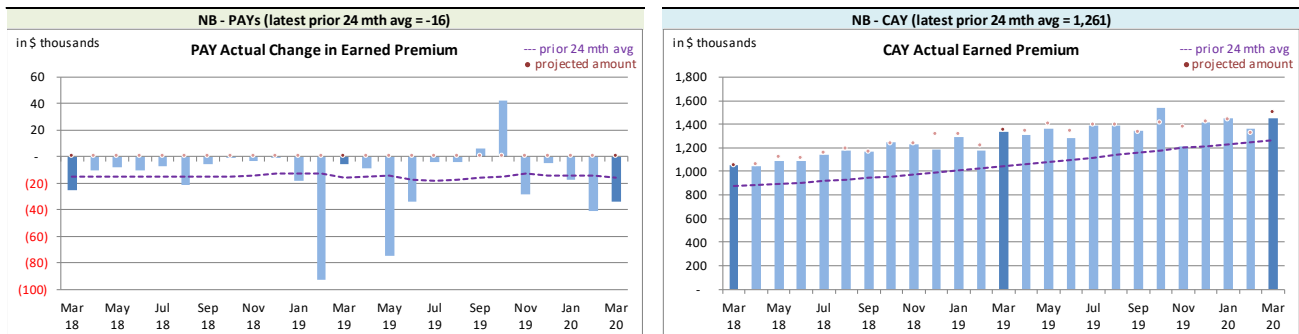 NB - PAYs (latest prior 24 mth avg = -16)
in $ thousands
PAY Actual Change in Earned Premium
--- prior 24 mth avg
• projected amount
60
20
-
(20)
(40)
(60)
(80)
(100)
Mar 18 May 18 Jul 18 Sep 18 Nov 18 Jan 19 Mar 19 May 19 Jul 19 Sep 19 Nov 19 Jan 20 Mar 20
NB - CAY (latest prior 24 mth avg = 1,261)
in $ thousands
CAY Actual Earned Premium
--- prior 24 mth avg
• projected amount
1,800
1,600
1,400
1,200
1,000
800
600
400
200
-
Mar 18 May 18 Jul 18 Sep 18 Nov 18 Jan 19 Mar 19 May 19 Jul 19 Sep 19 Nov 19 Jan 20 Mar 20